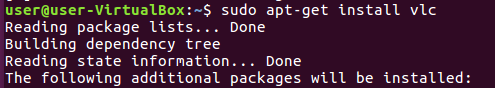 user@user-VirtualBox:~$ sudo apt-get install vlc
Reading package lists... Done
Building dependency tree
Reading state information... Done
The following additional packages will be installed: